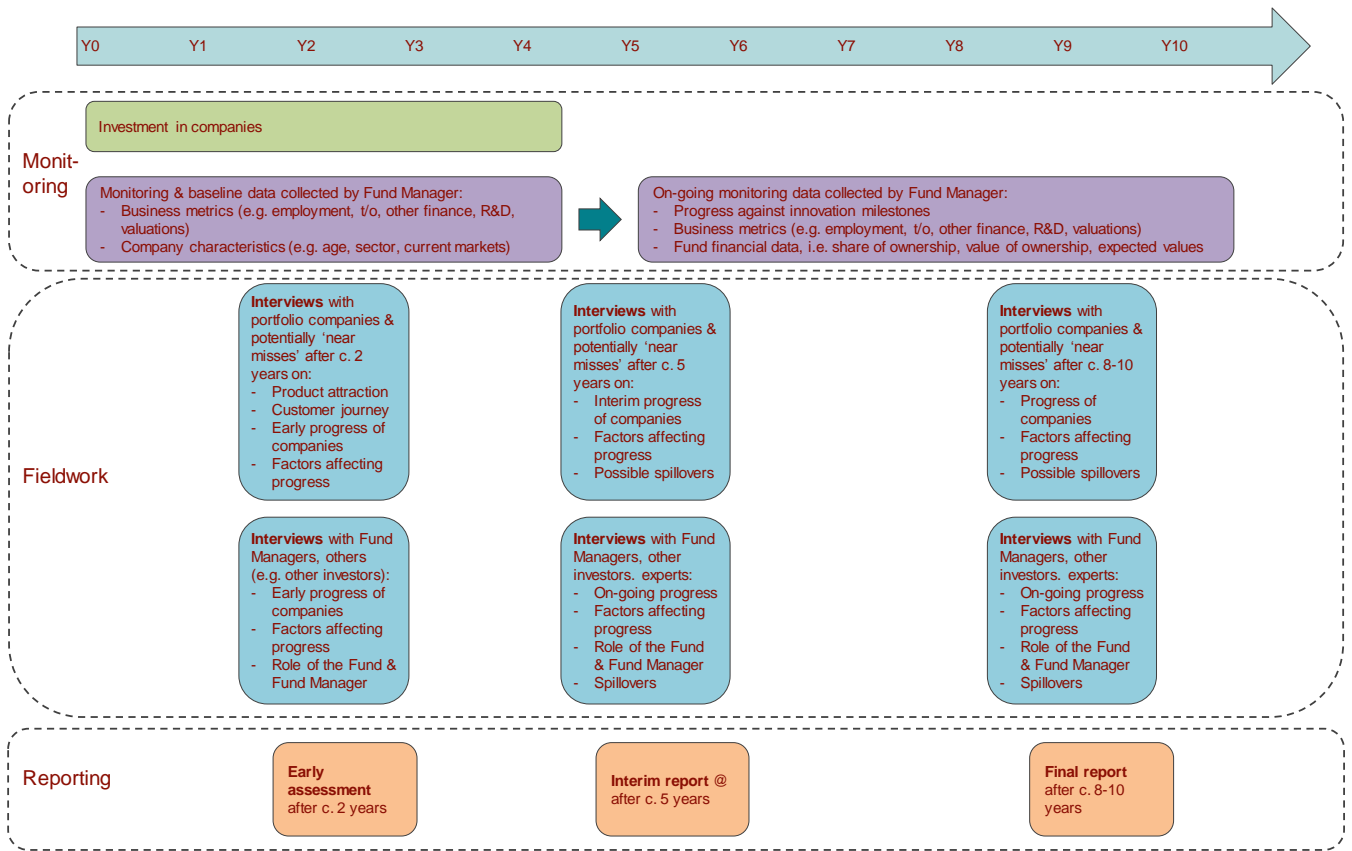 Y0 Y1 Y2 Y3 Y4 Y5 Y6 Y7 Y8 Y9 Y10
Monit-
oring
Investment in companies
Monitoring & baseline data collected by Fund Manager:
- Business metrics (e.g. employment, t/o, other finance, R&D,
valuations)
- Company characteristics (e.g. age, sector, current markets)
On-going monitoring data collected by Fund Manager:
- Progress against innovation milestones
- Business metrics (e.g. employment, t/o, other finance, R&D, valuations)
- Fund financial data, i.e. share of ownership, value of ownership, expected values
Fieldwork
Interviews with
portfolio companies &
potentially ‘near
misses’ after c. 2
years on:
- Product attraction
- Customer journey
- Early progress of
companies
- Factors affecting
progress
Interviews with
portfolio companies &
potentially ‘near
misses’ after c. 5
years on:
- Interim progress
of companies
- Factors affecting
progress
- Possible spillovers
Interviews with
portfolio companies &
potentially ‘near
misses’ after c. 8-10
years on:
- Progress of
companies
- Factors affecting
progress
- Possible spillovers
Interviews with Fund
Managers, others
(e.g. other investors):
- Early progress of
companies
- Factors affecting
progress
- Role of the Fund &
Fund Manager
Interviews with Fund
Managers, other
investors. experts:
- On-going progress
- Factors affecting
progress
- Role of the Fund
& Fund Manager
- Spillovers
Interviews with Fund
Managers, other
investors. experts:
- On-going progress
- Factors affecting
progress
- Role of the Fund
& Fund Manager
- Spillovers
Reporting
Early
assessment
after c. 2 years
Interim report @
after c. 5 years
Final report
after c. 8-10
years